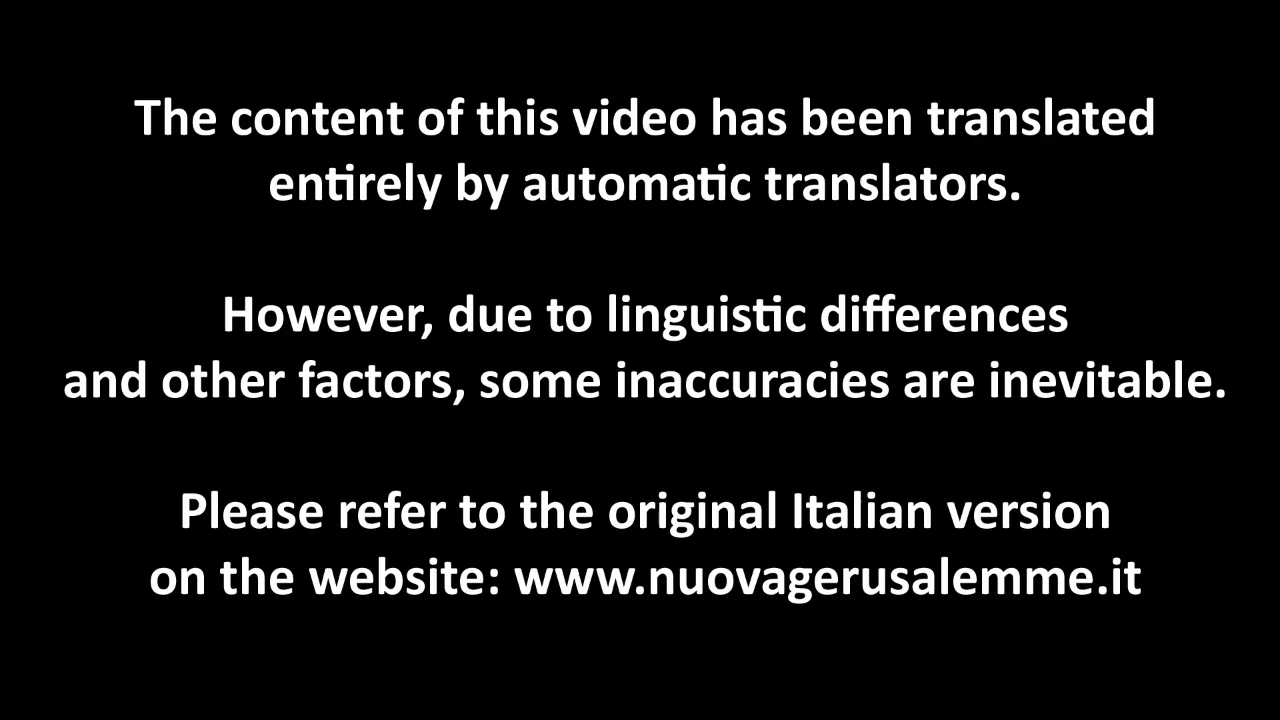 The content of this video has been translated
entirely by automatic translators.
However, due to linguistic differences
and other factors, some inaccuracies are inevitable.
Please refer to the original Italian version
on the website: www.nuovagerusalemme.it